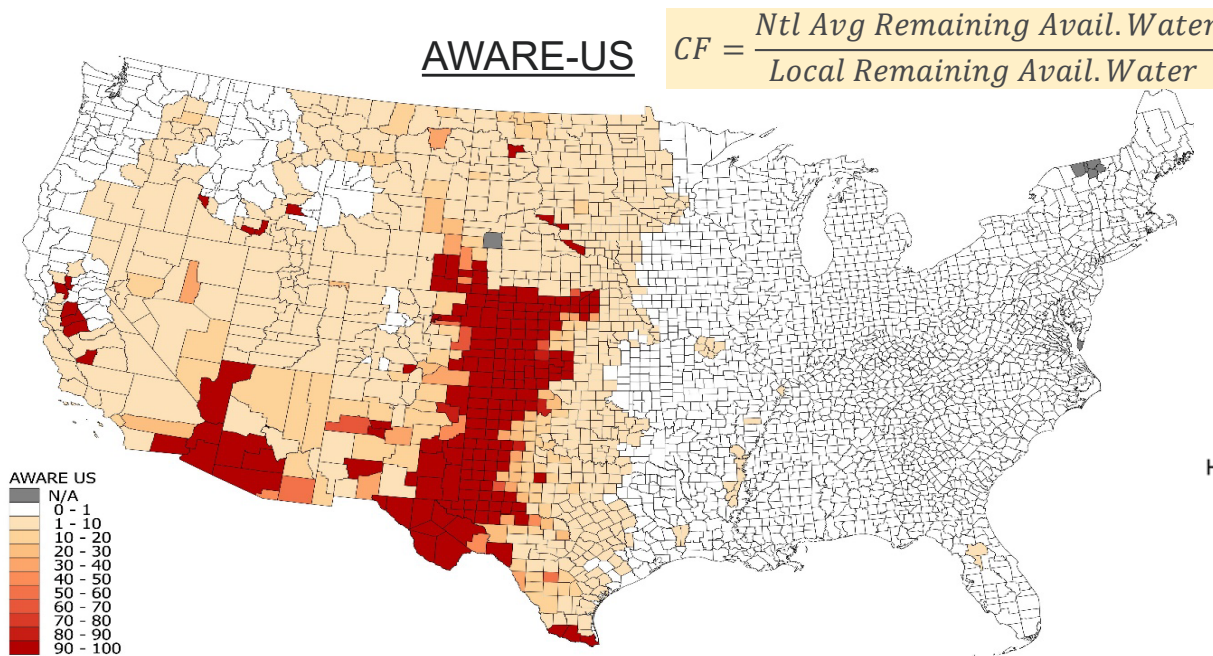 AWARE-US
CF = Ntl Avg Remaining Avail.Water
Local Remaining Avail.Water
H
AWARE US
N/A
0 - 1
1 - 10
10 - 20
20 - 30
30 - 40
40 - 50
50 - 60
60 - 70
70 - 80
80 - 90
90 - 100